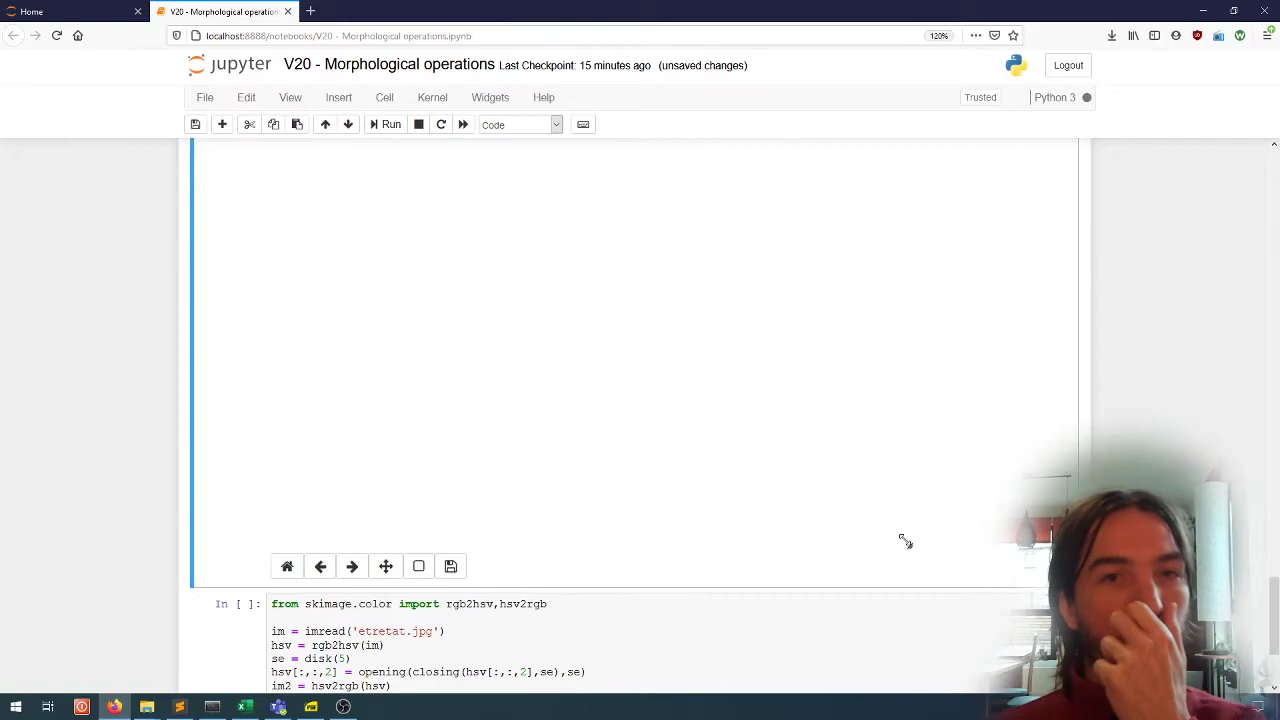 Home
V20 - Morphological operation
localhost:8888/notebooks/V20 - Morphological operations.ipynb
120%
jupyter V20 - Morphological operations Last Checkpoint: 15 minutes ago (unsaved changes)
Logout
File Edit View Insert Cell Kernel Widgets Help
Trusted
Python 3
Run
Code
In [ ]: from skimage.color import rgb2hsv,hsv2rgb
im = imread('etretat.jpg')
hsv = rgb2hsv(im)
se = disk(5)
hsv[:,:,2] = opening(closing(hsv[:,:,2],se),se)
im2 = hsv2rgb(hsv)